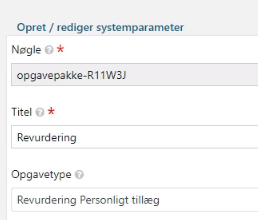 Opret / rediger systemparameter
Nøgle ? *
opgavepakke-R11W3J
Titel ? *
Revurdering
Opgavetype ?
Revurdering Personligt tillæg